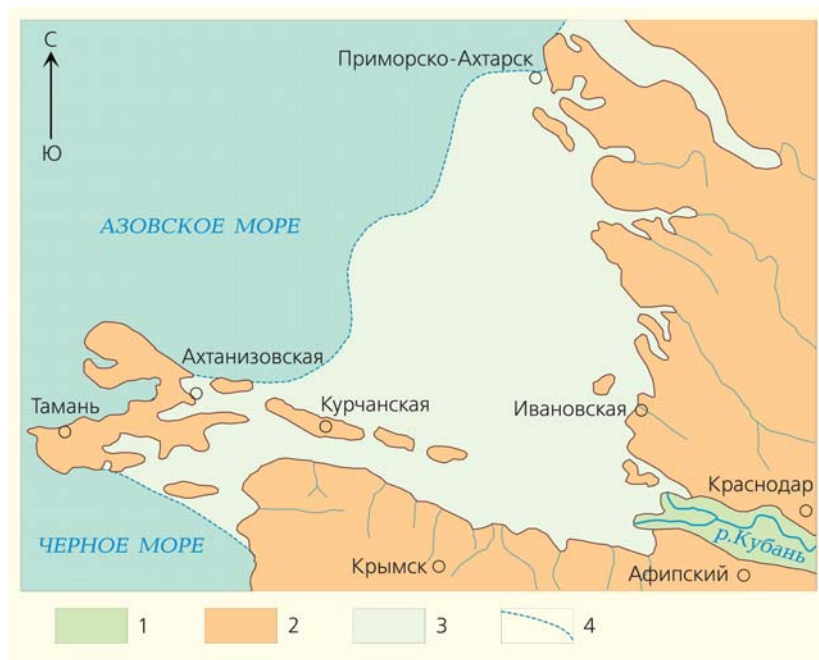 С
Ю
Приморско-Ахтарск
АЗОВСКОЕ МОРЕ
Ахтанизовская
Тамань
Курчанская
Ивановская
Краснодар
р.Кубань
ЧЕРНОЕ МОРЕ
Крымск
Афипский
1
2
3
4